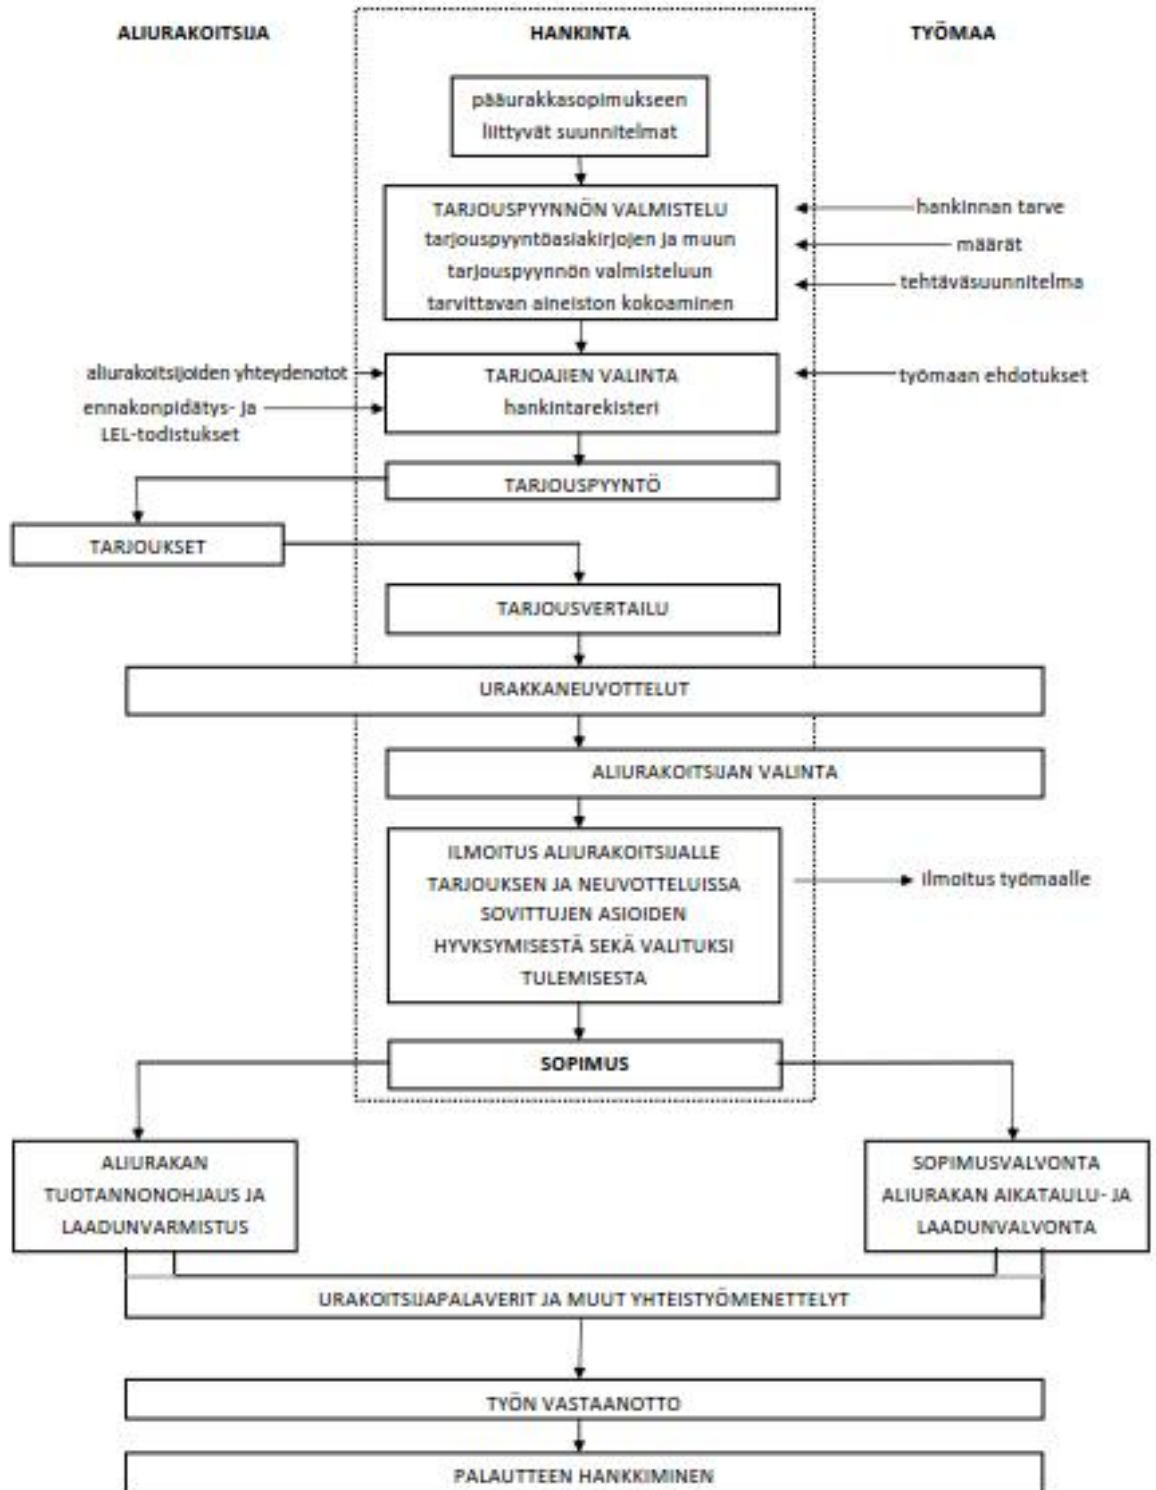 ALIURAKOITSIJA
HANKINTA
TYÖMAA
pääurakkasopimukseen
liittyvät suunnitelmat
TARJOUSPYYNNÖN VALMISTELU
tarjouspyyntöasiakirjojen ja muun
tarjouspyynnön valmisteluun
tarvittavan aineiston kokoaminen
hankinnan tarve
määrät
tehtäväsuunnitelma
aliurakoitsijoiden yhteydenotot
ennakonpidätys- ja
LEL-todistukset
TARJOAJIEN VALINTA
hankintarekisteri
työmaan ehdotukset
TARJOUSPYYNTÖ
TARJOUKSET
TARJOUSVERTAILU
URAKKANEUVOTTELUT
ALIURAKOITSIJAN VALINTA
ILMOITUS ALIURAKOITSIJALLE
TARJOUKSEN JA NEUVOTTELUISSA
SOVITTUJEN ASIOIDEN
HYVKSYMISESTÄ SEKÄ VALITUKSI
TULEMISESTA
ilmoitus työmaalle
SOPIMUS
ALIURAKAN
TUOTANNONOHJAUS JA
LAADUNVARMISTUS
SOPIMUSVALVONTA
ALIURAKAN AIKATAULU- JA
LAADUNVALVONTA
URAKOITSIJAPALAVERIT JA MUUT YHTEISTYÖMENETTELYT
TYÖN VASTAANOTTO
PALAUTTEEN HANKKIMINEN